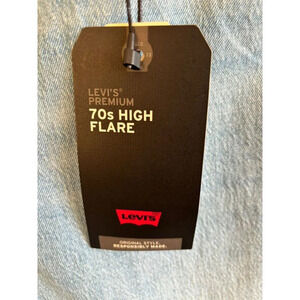 LEVI'S®
PREMIUM
70s HIGH
FLARE
Levi's
ORIGINAL STYLE.
RESPONSIBLY MADE.